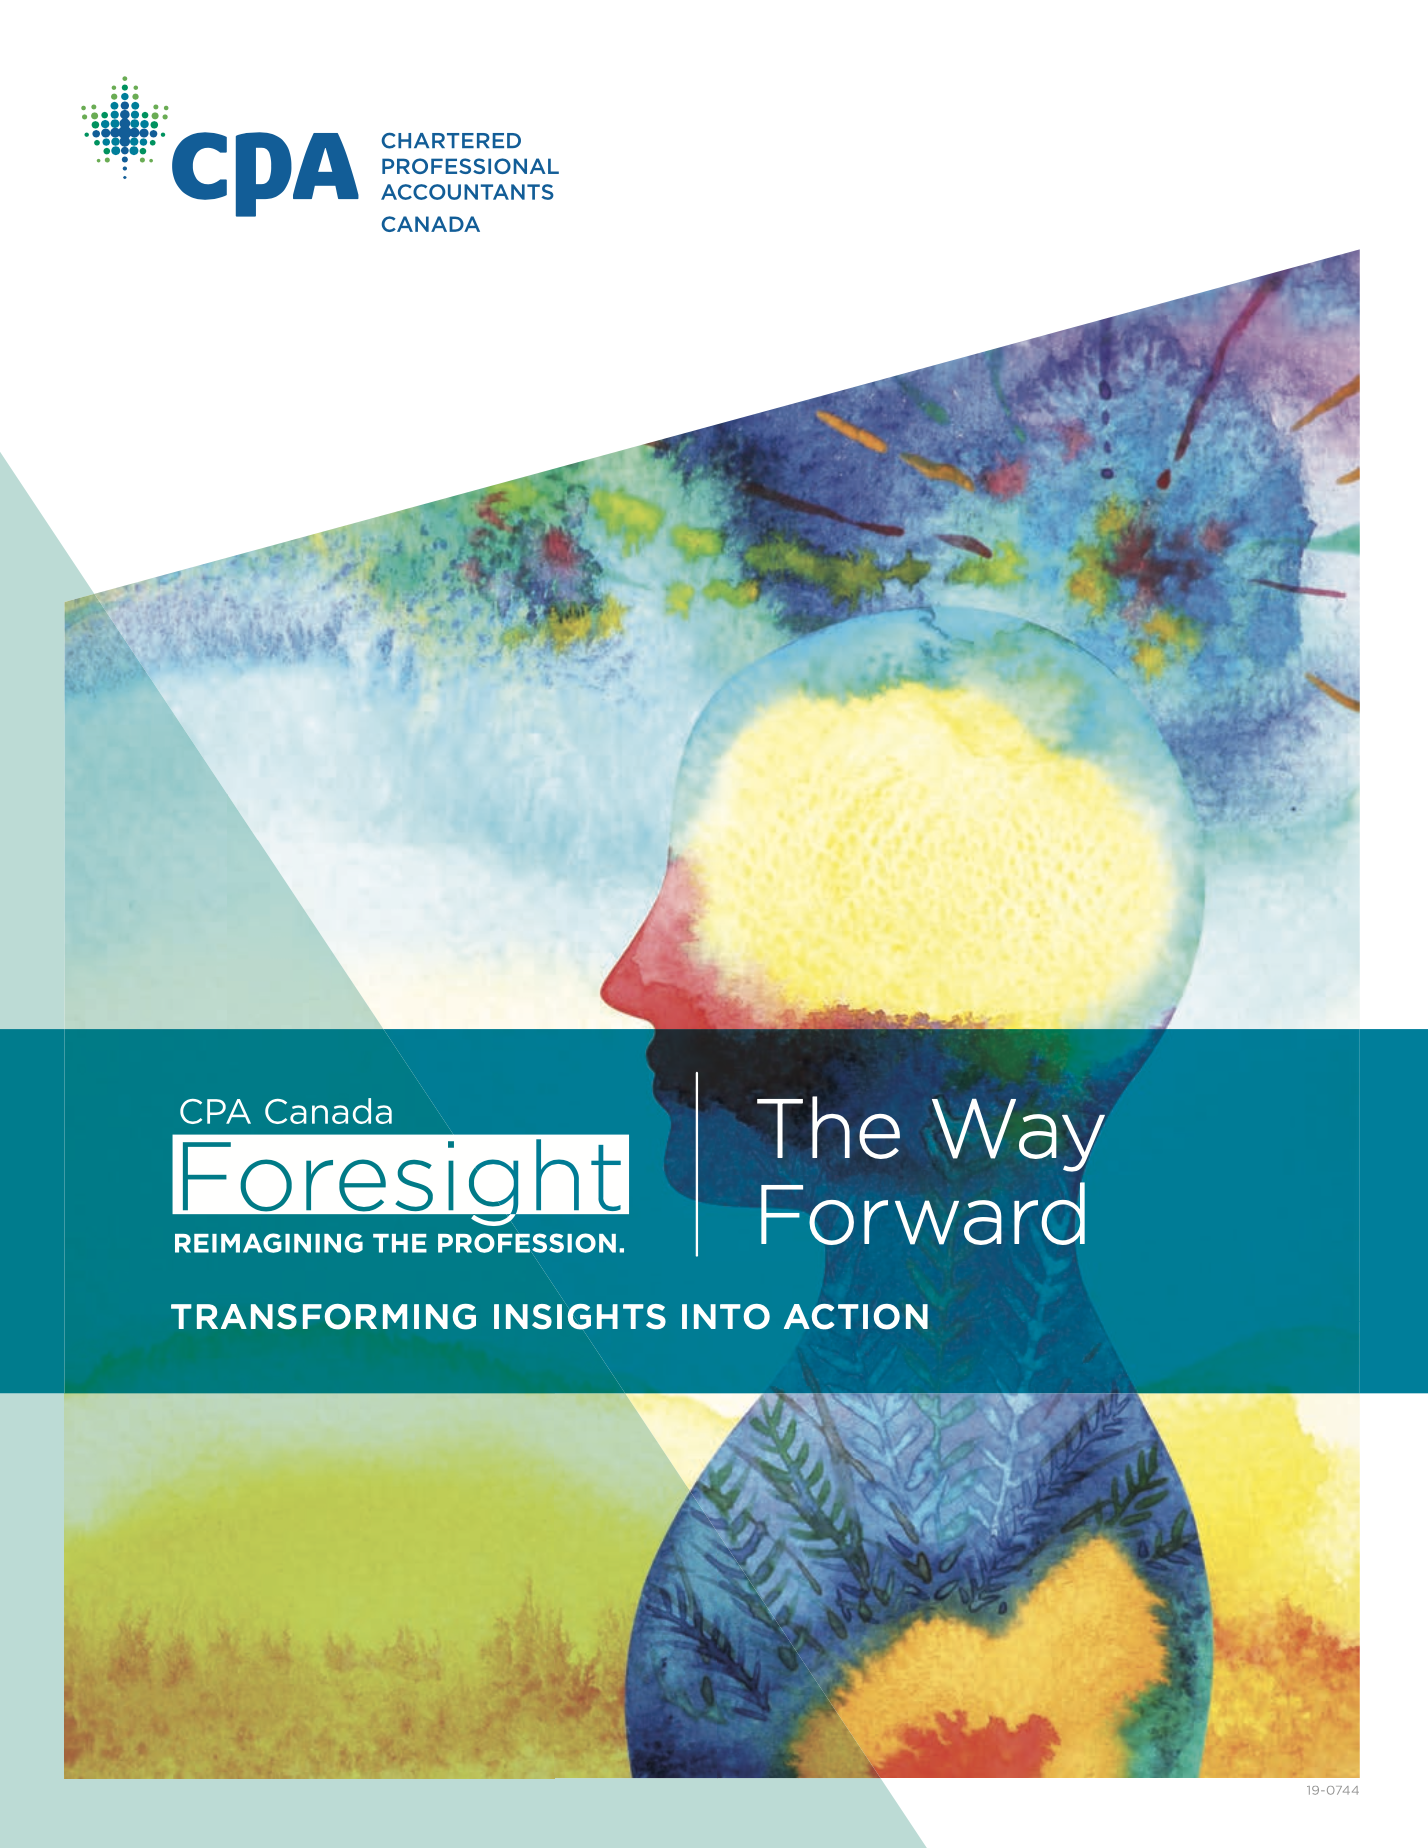 CPA
CHARTERED
PROFESSIONAL
ACCOUNTANTS
CANADA
CPA Canada
Foresight
REIMAGINING THE PROFESSION.
The Way
Forward
TRANSFORMING INSIGHTS INTO ACTION
19-0744